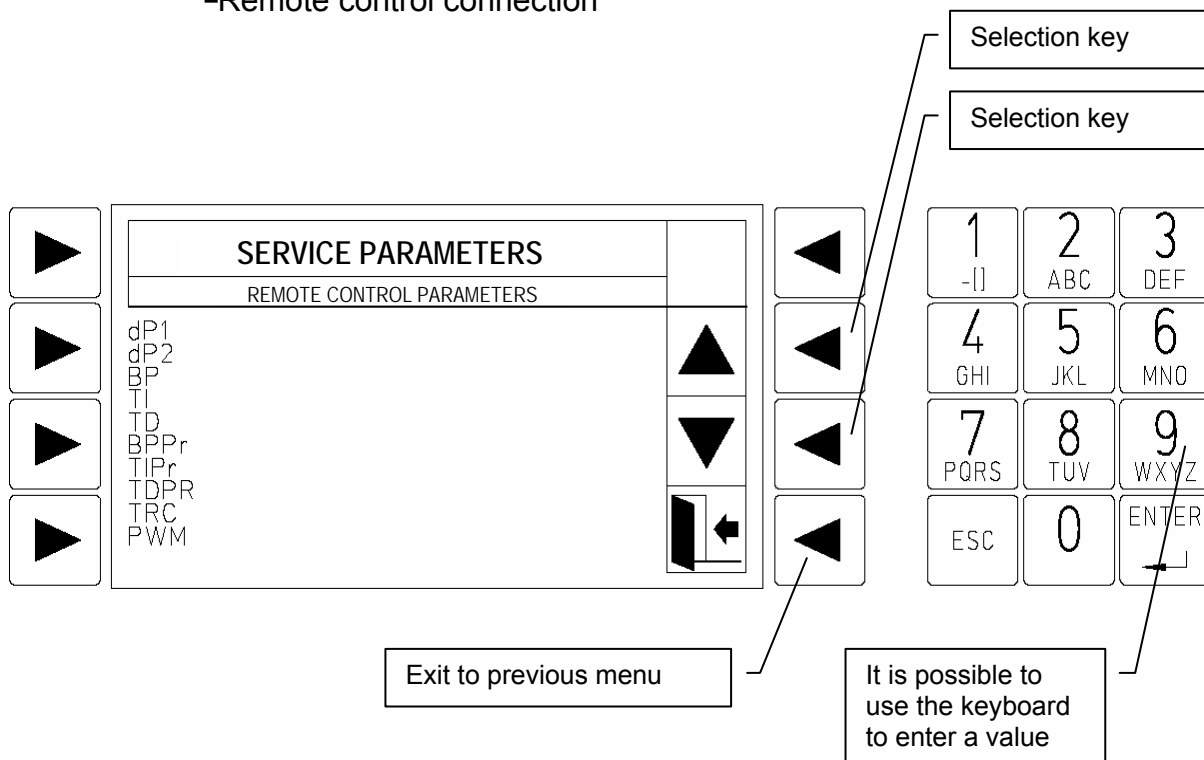 -Remote control connection
Selection key
Selection key
SERVICE PARAMETERS
REMOTE CONTROL PARAMETERS
dP1
dP2
BP
TI
TD
BPPr
TIPr
TDPR
TRC
PWM
1 2 3
-[] ABC DEF
4 5 6
GHI JKL MNO
7 8 9
PQRS TUV WXYZ
ESC 0 ENTER
Exit to previous menu
It is possible to
use the keyboard
to enter a value